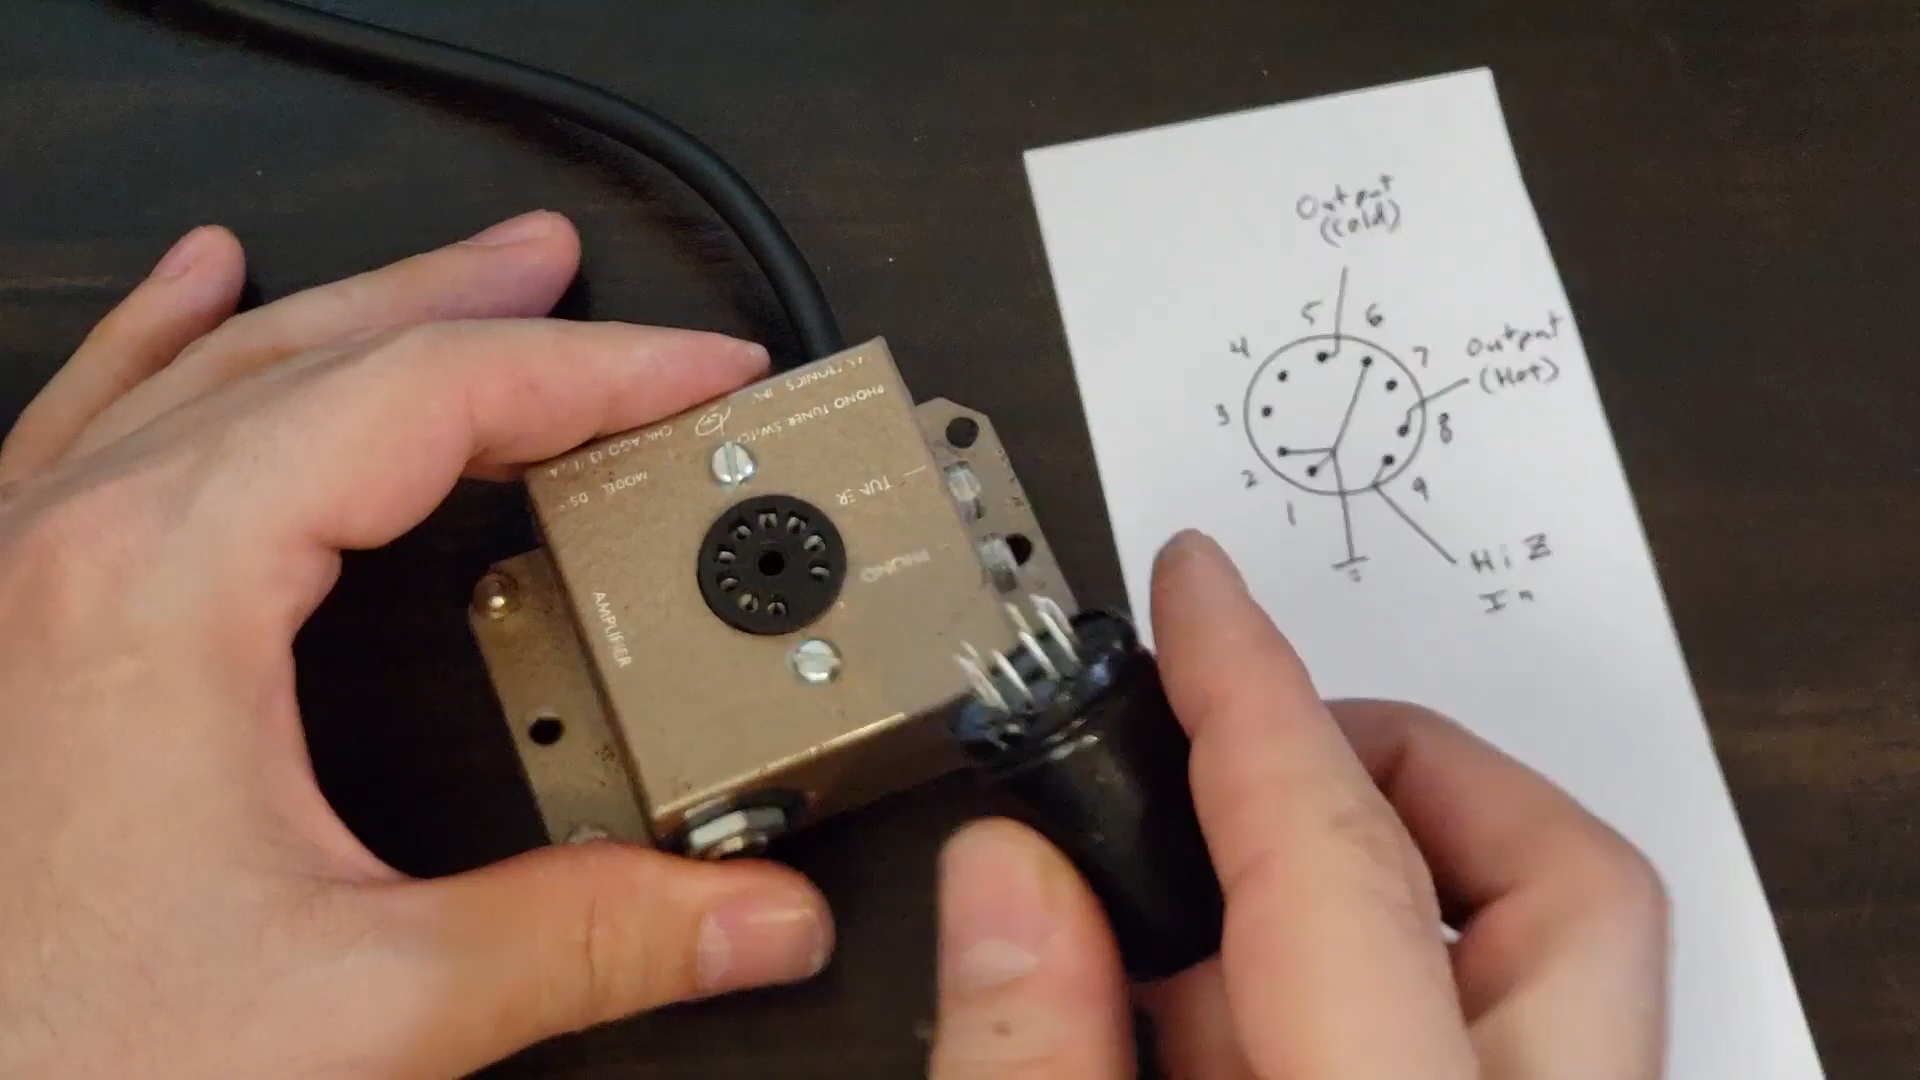 PHONO TUNER SWITCH
MODEL
TUNER
PHONO
AMPLIFIER
Output
(Cold)
5
6
4
7
Output
(Hot)
3
8
2
9
1
Hi Z
In